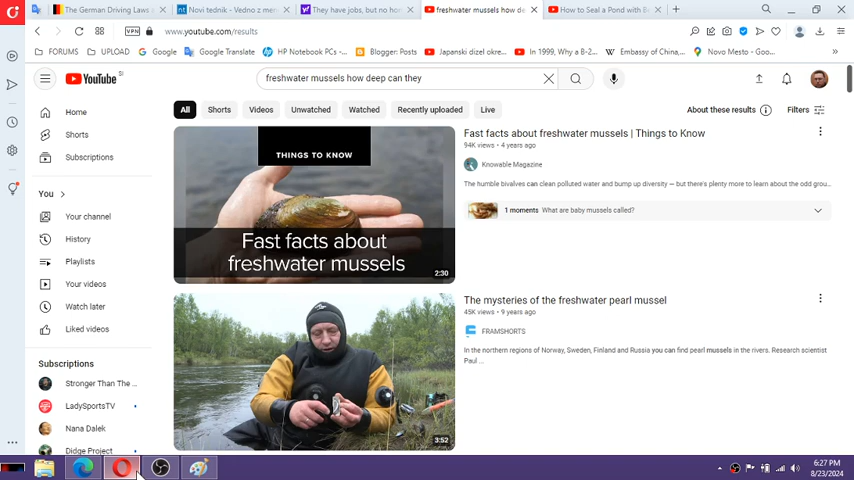 The German Driving Laws a
Novi tednik - Vedno z mer
They have jobs, but no hor
freshwater mussels how de
How to Seal a Pond with Be
VPN www.youtube.com/results
FORUMS UPLOAD Google Google Translate HP Notebook PCs - Blogger: Posts Japanski dizel okre... In 1999, Why a B-2 Embassy of China, Novo Mesto - Goo
YouTube SI
freshwater mussels how deep can they
All Shorts Videos Unwatched Watched Recently uploaded Live About these results Filters
Home
Shorts
Subscriptions
You
Your channel
History
Playlists
Your videos
Watch later
Liked videos
Subscriptions
Stronger Than The ...
LadySportsTV
Nana Dalek
Didge Project
THINGS TO KNOW
Fast facts about
freshwater mussels
2:30
Fast facts about freshwater mussels | Things to Know
94K views • 4 years ago
Knowable Magazine
The humble bivalves can clean polluted water and bump up diversity — but there's plenty more to learn about the odd grou...
1 moments What are baby mussels called?
3:52
The mysteries of the freshwater pearl mussel
45K views • 9 years ago
FRAMSHORTS
In the northern regions of Norway, Sweden, Finland and Russia you can find pearl mussels in the rivers. Research scientist
Paul ...
6:27 PM
8/23/2024